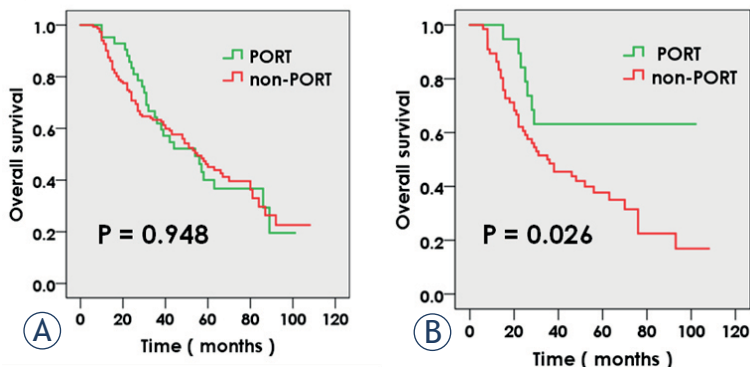 1.0
0.8
0.6
0.4
0.2
0.0
Overall survival
PORT
non-PORT
P = 0.948
0 20 40 60 80 100 120
Time ( months )
A
1.0
0.8
0.6
0.4
0.2
0.0
Overall survival
PORT
non-PORT
P = 0.026
0 20 40 60 80 100 120
Time ( months )
B